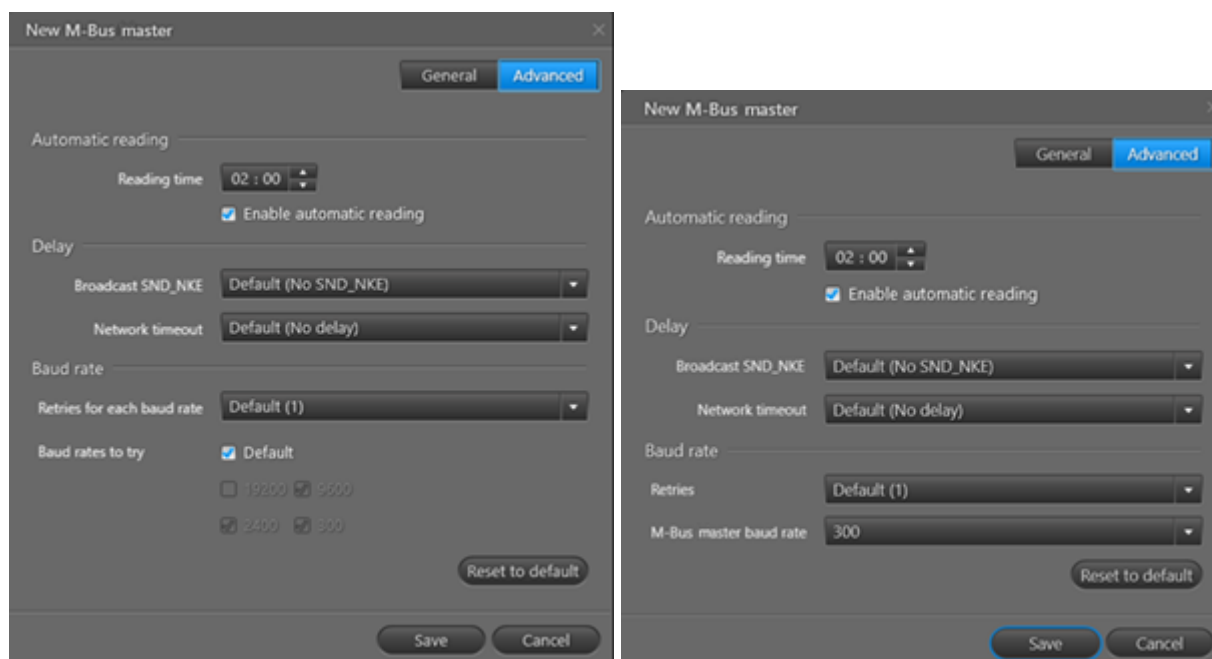 New M-Bus master
General Advanced
Automatic reading
Reading time 02 : 00
Enable automatic reading
Delay
Broadcast SND_NKE Default (No SND_NKE)
Network timeout Default (No delay)
Baud rate
Retries for each baud rate Default (1)
Baud rates to try Default
19200 9600
2400 300
Reset to default
Save Cancel
New M-Bus master
General Advanced
Automatic reading
Reading time 02 : 00
Enable automatic reading
Delay
Broadcast SND_NKE Default (No SND_NKE)
Network timeout Default (No delay)
Baud rate
Retries Default (1)
M-Bus master baud rate 300
Reset to default
Save Cancel